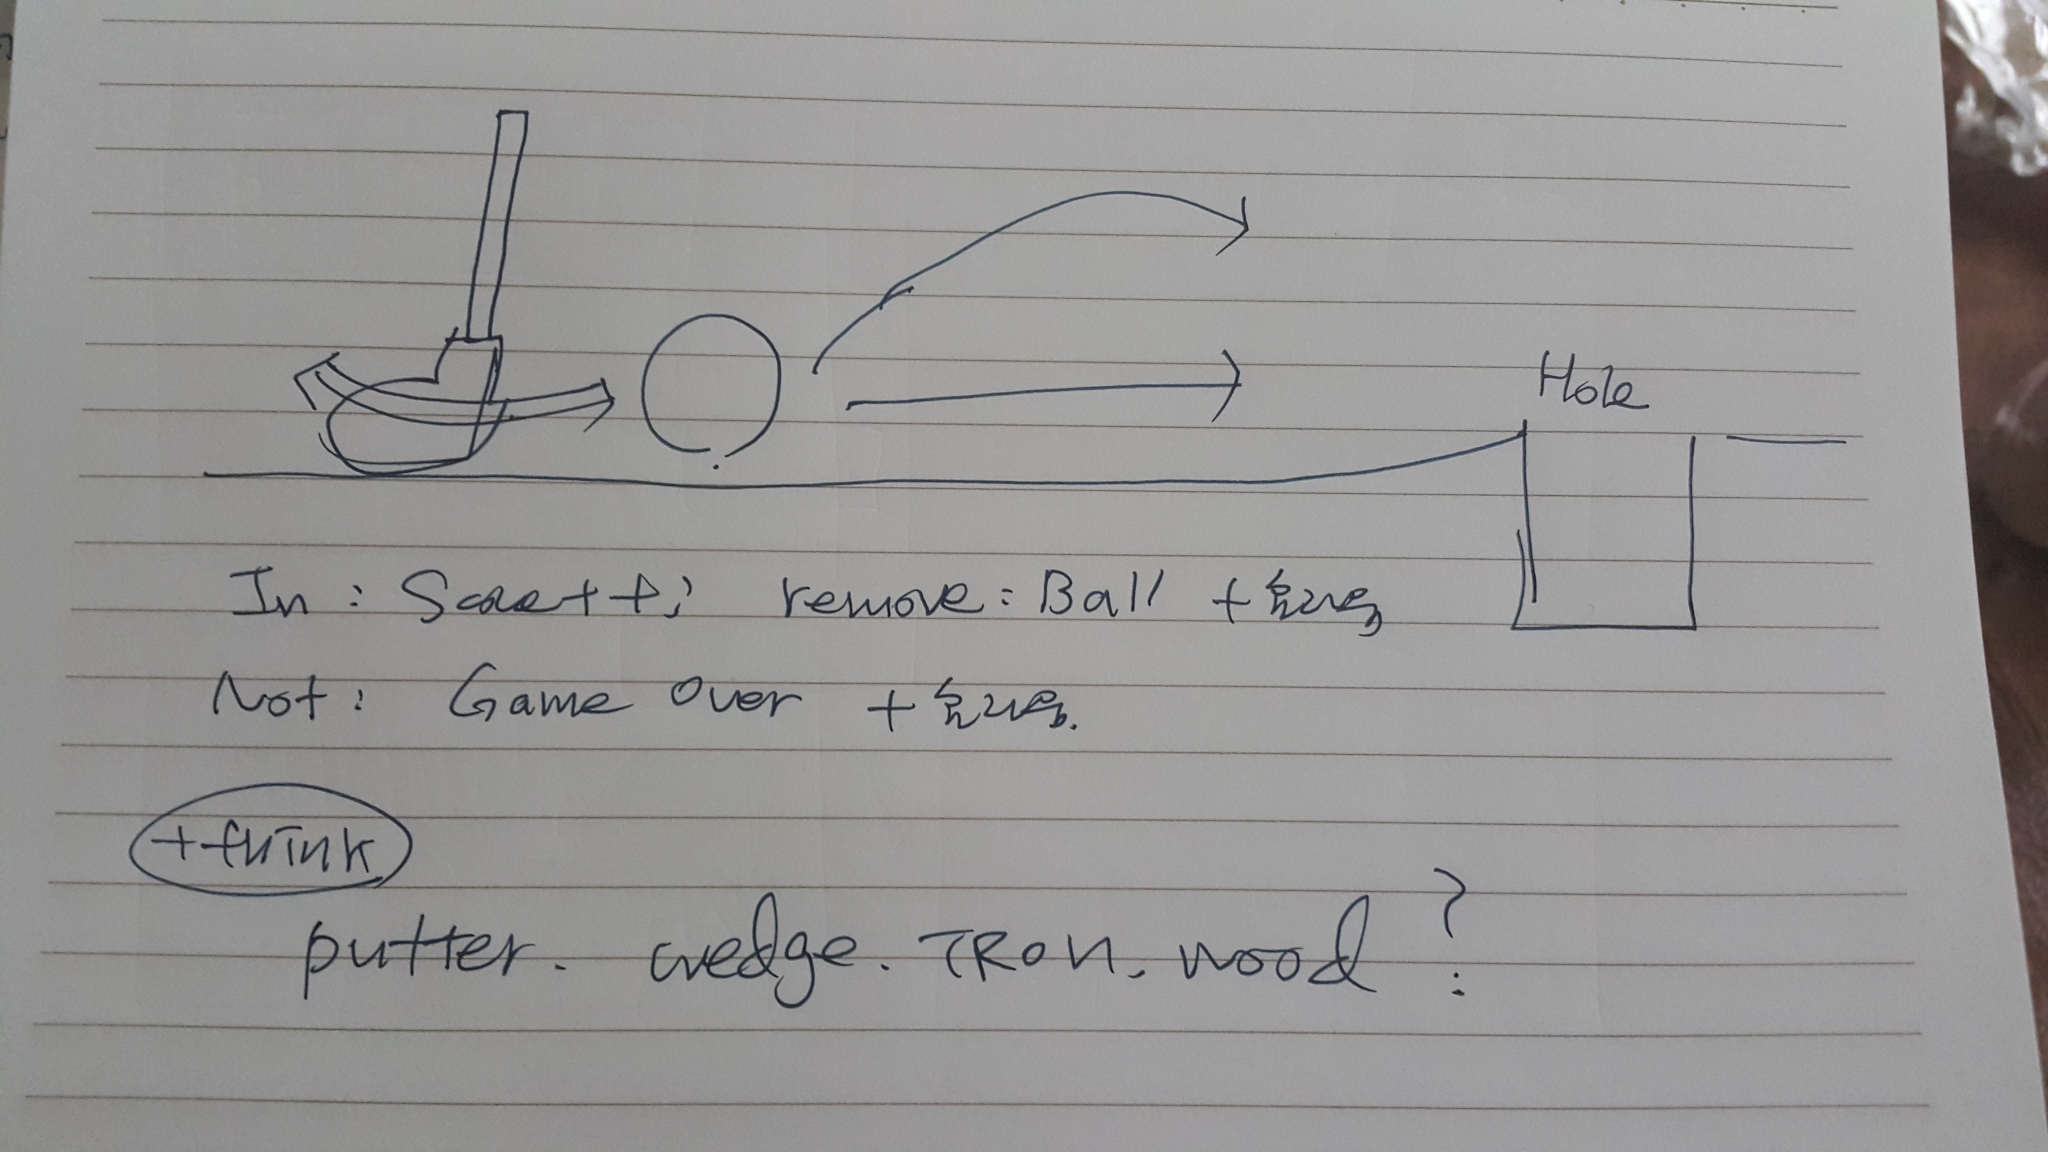 Hole
In : Score++; remove : Ball + 효과음
Not : Game Over + 효과음.
+think
putter. wedge. IRON. wood?